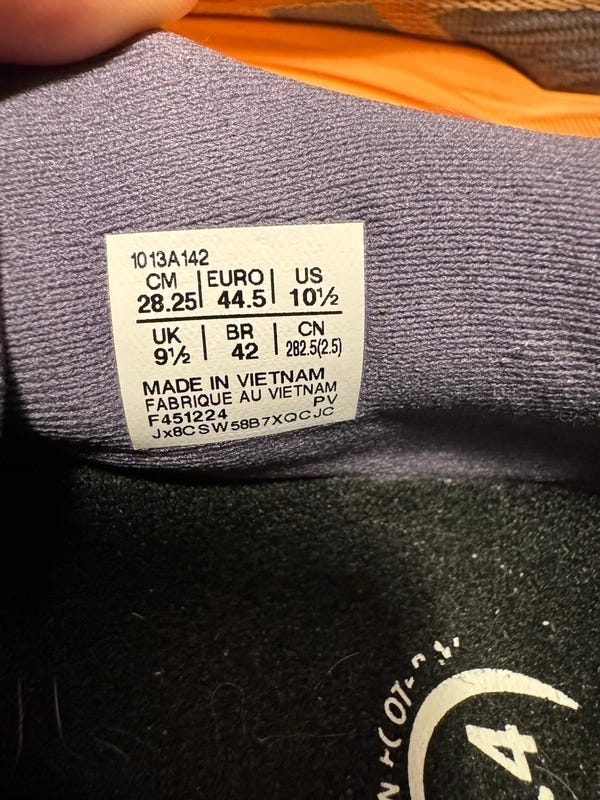 1013A142
CM EURO US
28.25 44.5 10½
UK BR CN
9½ 42 282.5(2.5)
MADE IN VIETNAM
FABRIQUE AU VIETNAM
F451224 PV
Jx8CSW58B7XQCJC
4